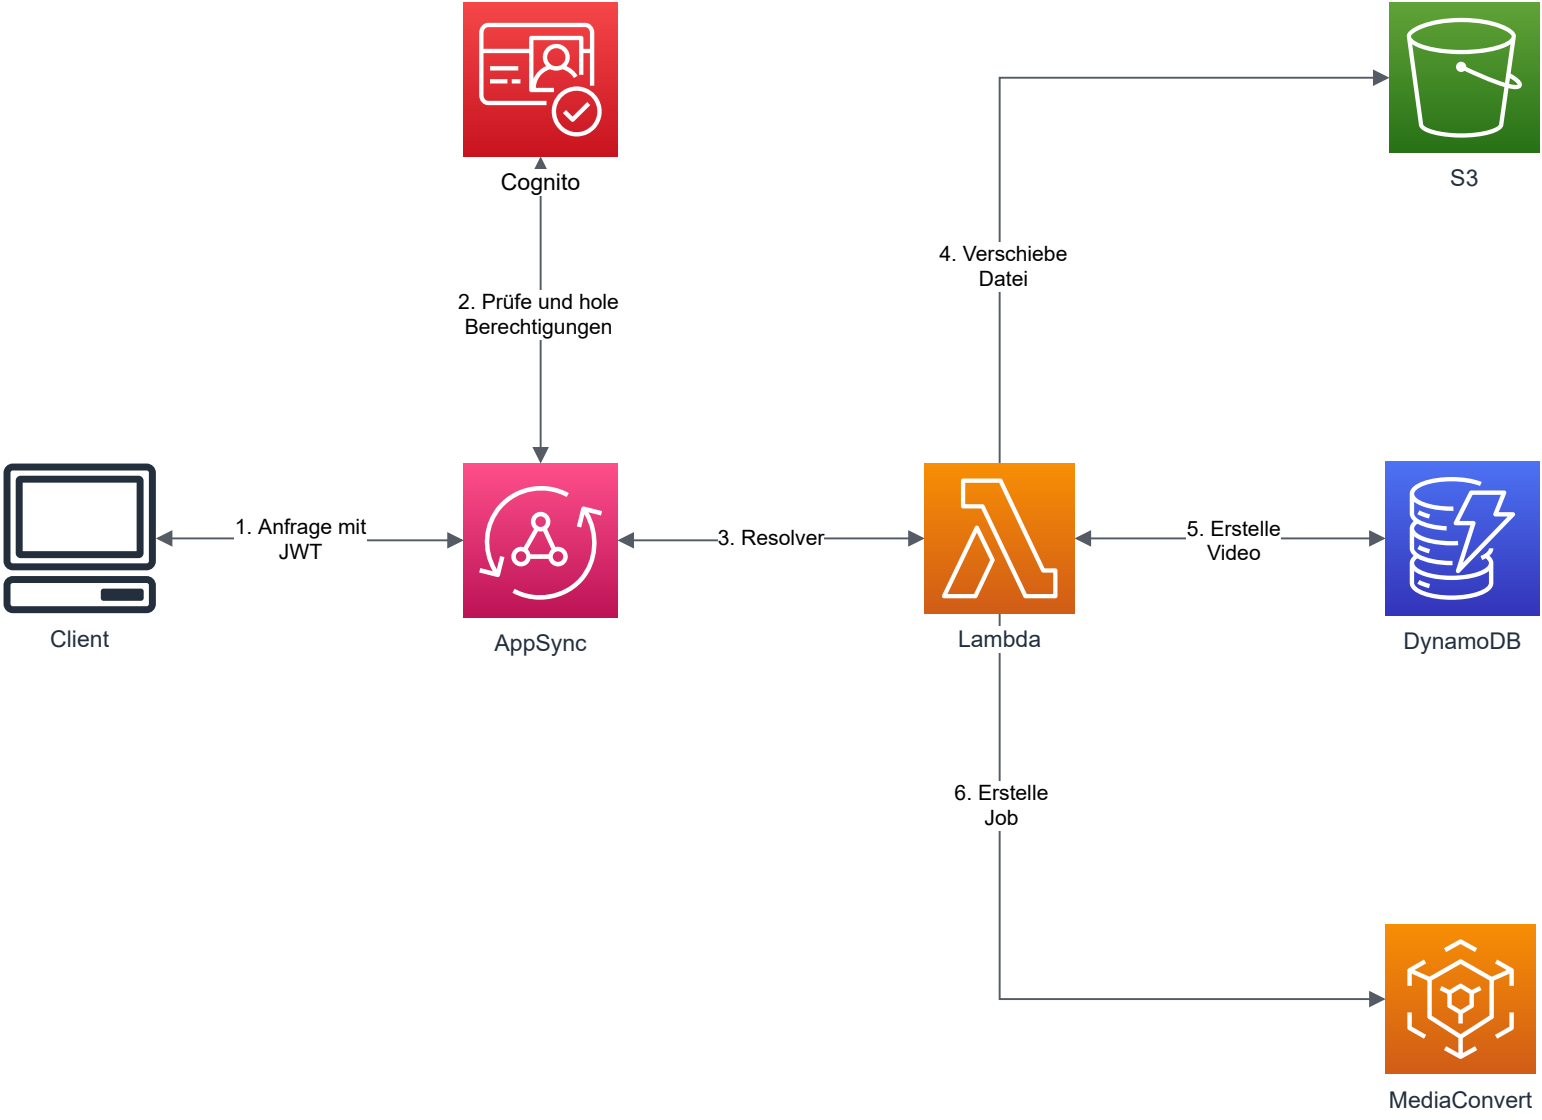 Cognito
S3
4. Verschiebe
Datei
2. Prüfe und hole
Berechtigungen
1. Anfrage mit
JWT
3. Resolver
5. Erstelle
Video
Client
AppSync
Lambda
DynamoDB
6. Erstelle
Job
MediaConvert